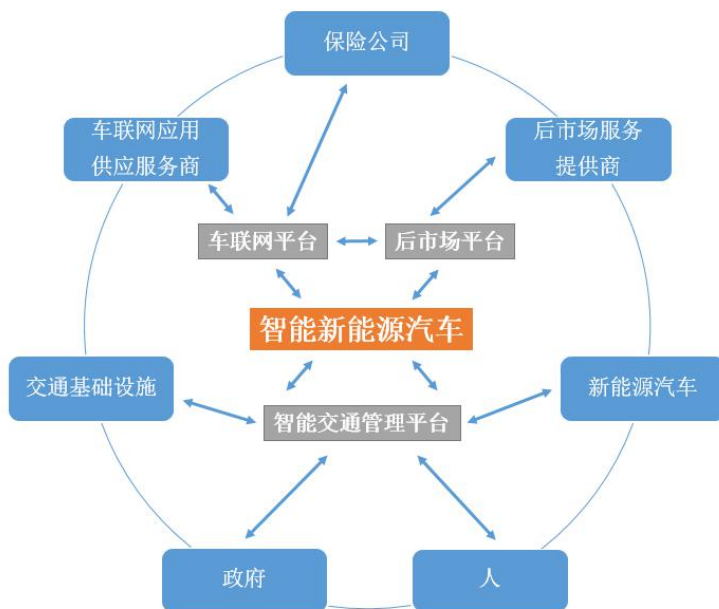 保险公司
车联网应用
供应服务商
后市场服务
提供商
车联网平台
后市场平台
智能新能源汽车
交通基础设施
新能源汽车
智能交通管理平台
政府
人